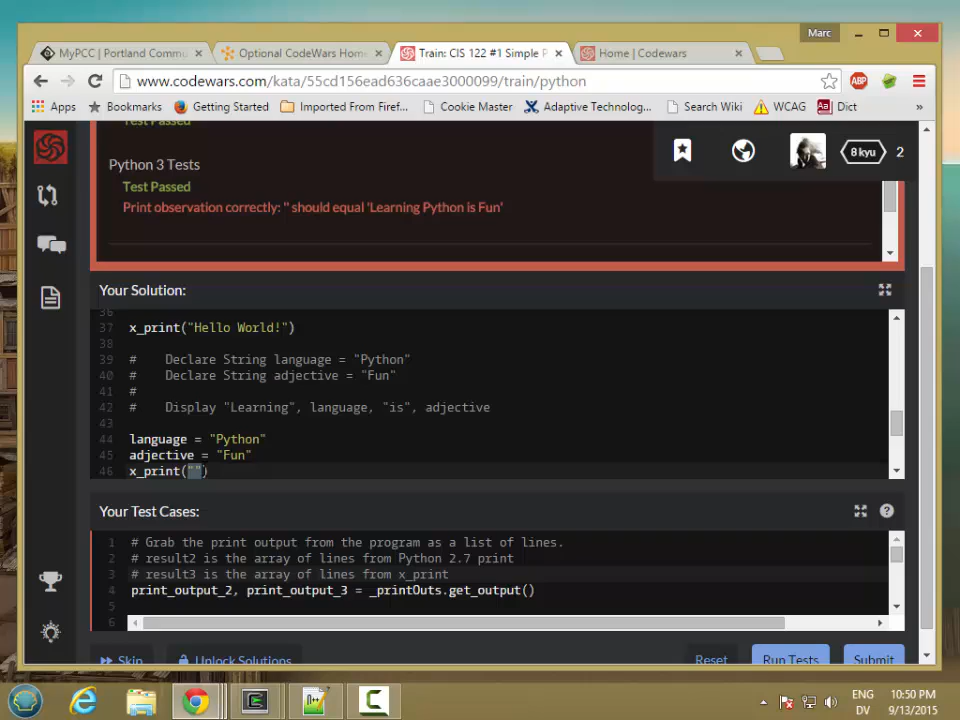 Marc
MyPCC | Portland Commu
Optional CodeWars Home
Train: CIS 122 #1 Simple P
Home | Codewars
www.codewars.com/kata/55cd156ead636caae3000099/train/python
ABP
Apps
Bookmarks
Getting Started
Imported From Firef...
Cookie Master
Adaptive Technolog...
Search Wiki
WCAG
Aa Dict
»
Test Passed
8 kyu 2
Python 3 Tests
Test Passed
Print observation correctly: '' should equal 'Learning Python is Fun'
Your Solution:
36
37 x_print("Hello World!")
38
39 # Declare String language = "Python"
40 # Declare String adjective = "Fun"
41 #
42 # Display "Learning", language, "is", adjective
43
44 language = "Python"
45 adjective = "Fun"
46 x_print("")
Your Test Cases:
1 # Grab the print output from the program as a list of lines.
2 # result2 is the array of lines from Python 2.7 print
3 # result3 is the array of lines from x_print
4 print_output_2, print_output_3 = _printOuts.get_output()
5
6
Skip
Unlock Solutions
Reset
Run Tests
Submit
ENG 10:50 PM
DV 9/13/2015